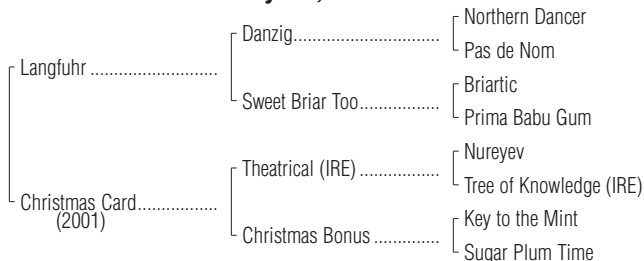 Northern Dancer
Danzig..................................
Pas de Nom
Langfuhr ..........................
Briartic
Sweet Briar Too...................
Prima Babu Gum
Nureyev
Theatrical (IRE) ...................
Tree of Knowledge (IRE)
Christmas Card..................
(2001)
Key to the Mint
Christmas Bonus ...............
Sugar Plum Time